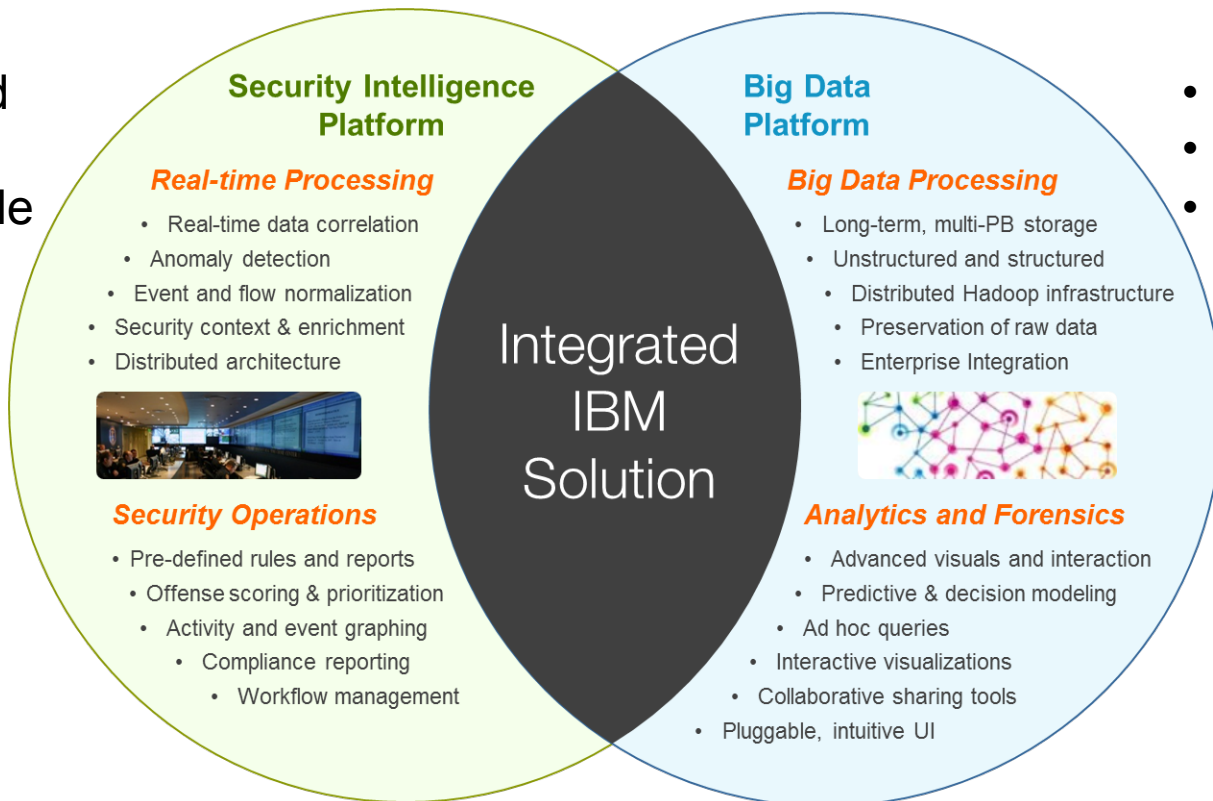 d
le
Security Intelligence
Platform
Real-time Processing
• Real-time data correlation
• Anomaly detection
• Event and flow normalization
• Security context & enrichment
• Distributed architecture
Security Operations
• Pre-defined rules and reports
• Offense scoring & prioritization
• Activity and event graphing
• Compliance reporting
• Workflow management
Integrated
IBM
Solution
Big Data
Platform
Big Data Processing
• Long-term, multi-PB storage
• Unstructured and structured
• Distributed Hadoop infrastructure
• Preservation of raw data
• Enterprise Integration
Analytics and Forensics
• Advanced visuals and interaction
• Predictive & decision modeling
• Ad hoc queries
• Interactive visualizations
• Collaborative sharing tools
• Pluggable, intuitive UI
•
•
•